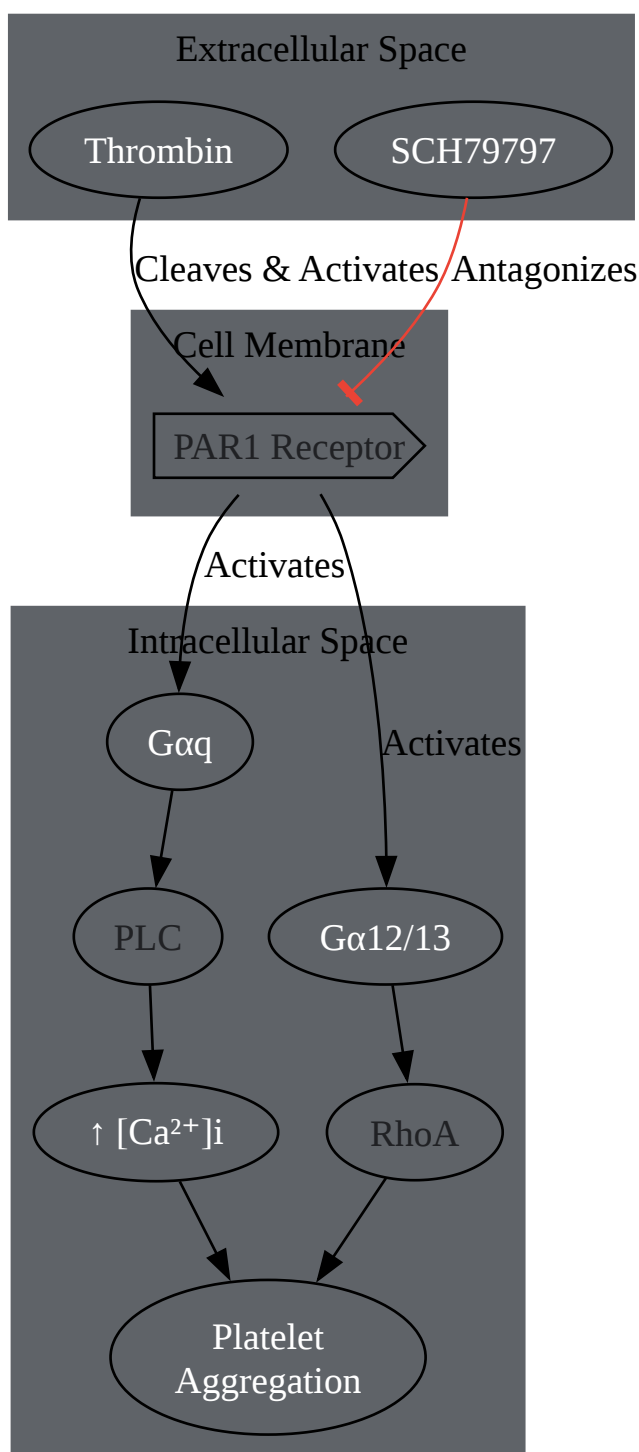 Extracellular Space
Thrombin
SCH79797
Cleaves & Activates
Antagonizes
Cell Membrane
PAR1 Receptor
Activates
Intracellular Space
Gαq
Activates
PLC
Gα12/13
↑ [Ca²⁺]i
RhoA
Platelet
Aggregation